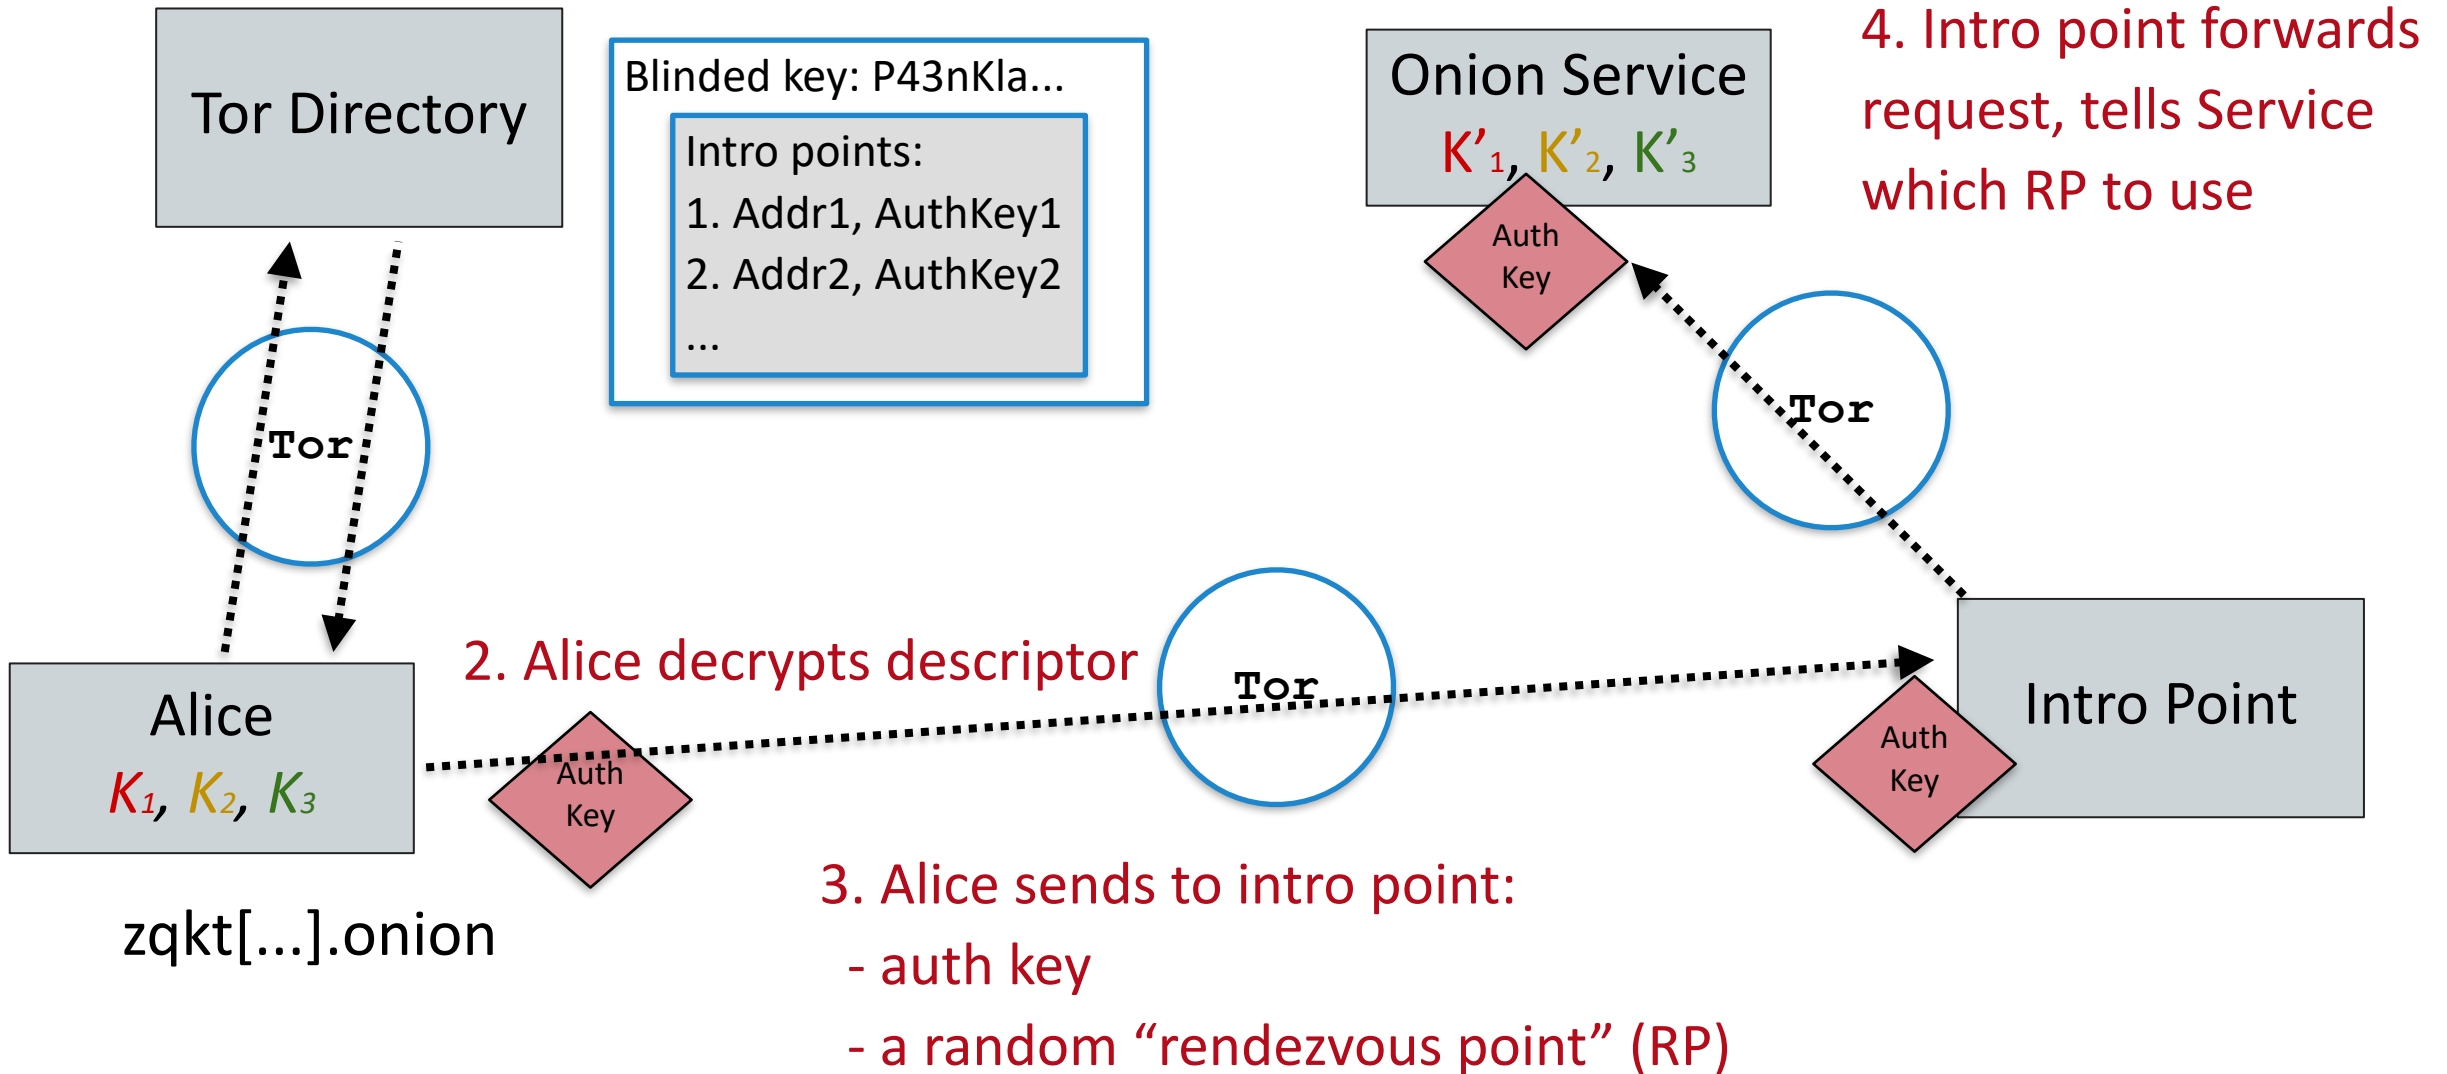 Tor Directory
Blinded key: P43nKla...
Intro points:
1. Addr1, AuthKey1
2. Addr2, AuthKey2
...
Onion Service
K’1, K’2, K’3
Auth
Key
4. Intro point forwards
request, tells Service
which RP to use
Tor
Tor
2. Alice decrypts descriptor
Tor
Alice
K1, K2, K3
Auth
Key
Intro Point
Auth
Key
zqkt[...].onion
3. Alice sends to intro point:
- auth key
- a random “rendezvous point” (RP)